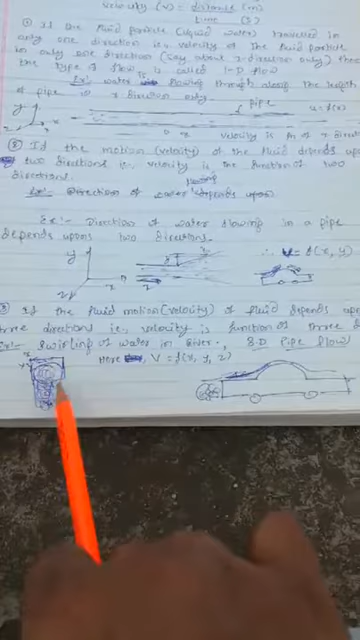 Velocity (v) = distance (m)
Time (s)
① If the fluid particle (liquid water) travelled in
only one direction i.e, velocity of the fluid particle
in only one direction (say about x-direction only) then
the type of flow is called 1-D flow
Ex:- water is flowing through along the length
of pipe in x direction only
y pipe u = f(x)
z x
0 x velocity is fn of x direc
② If the motion (velocity) of the fluid depends upon
two directions i.e, velocity is the function of two
directions.
flowing
Ex:- Direction of water depends upon
Ex:- Direction of water flowing in a pipe
depends upon two directions.
y ∴ V = f(x, y)
x
z
③ If the fluid motion (velocity) of fluid depends upo
three directions i.e, velocity is function of three d
Ex:- Swirling of water in River, 3-D Pipe flow)
Here V = f(x, y, z)